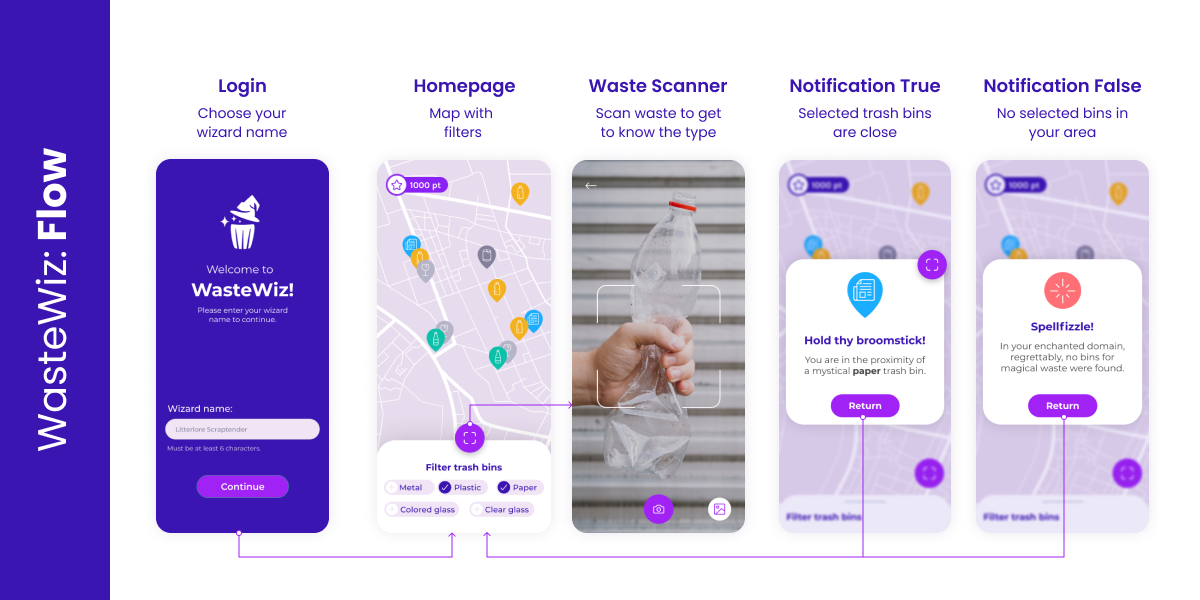 WasteWiz: Flow
Login
Choose your
wizard name
Welcome to
WasteWiz!
Please enter your wizard
name to continue.
Wizard name:
Litterlore Scraptender
Must be at least 6 characters.
Continue
Homepage
Map with
filters
1000 pt
Filter trash bins
Metal
Plastic
Paper
Colored glass
Clear glass
Waste Scanner
Scan waste to get
to know the type
Notification True
Selected trash bins
are close
1000 pt
Hold thy broomstick!
You are in the proximity of
a mystical paper trash bin.
Return
Filter trash bins
Notification False
No selected bins in
your area
1000 pt
Spellfizzle!
In your enchanted domain,
regrettably, no bins for
magical waste were found.
Return
Filter trash bins